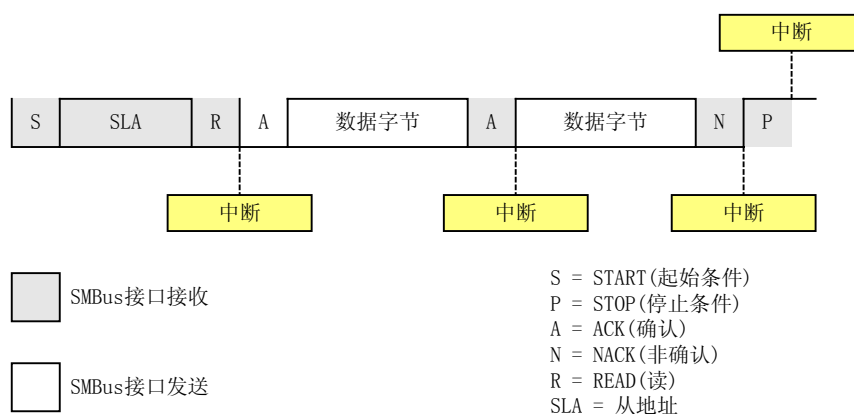 中断
S SLA R A 数据字节 A 数据字节 N P
中断 中断 中断
SMBus接口接收
SMBus接口发送
S = START(起始条件)
P = STOP(停止条件)
A = ACK(确认)
N = NACK(非确认)
R = READ(读)
SLA = 从地址